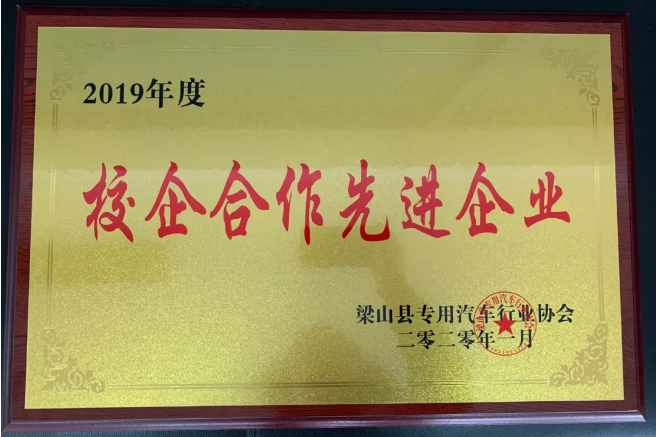 2019年度
校企合作先进企业
梁山县专用汽车行业协会
二零二零年一月